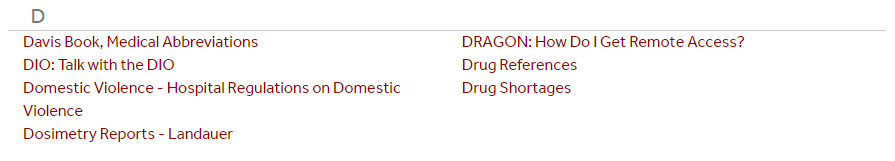 D
Davis Book, Medical Abbreviations
DIO: Talk with the DIO
Domestic Violence - Hospital Regulations on Domestic
Violence
Dosimetry Reports - Landauer
DRAGON: How Do I Get Remote Access?
Drug References
Drug Shortages